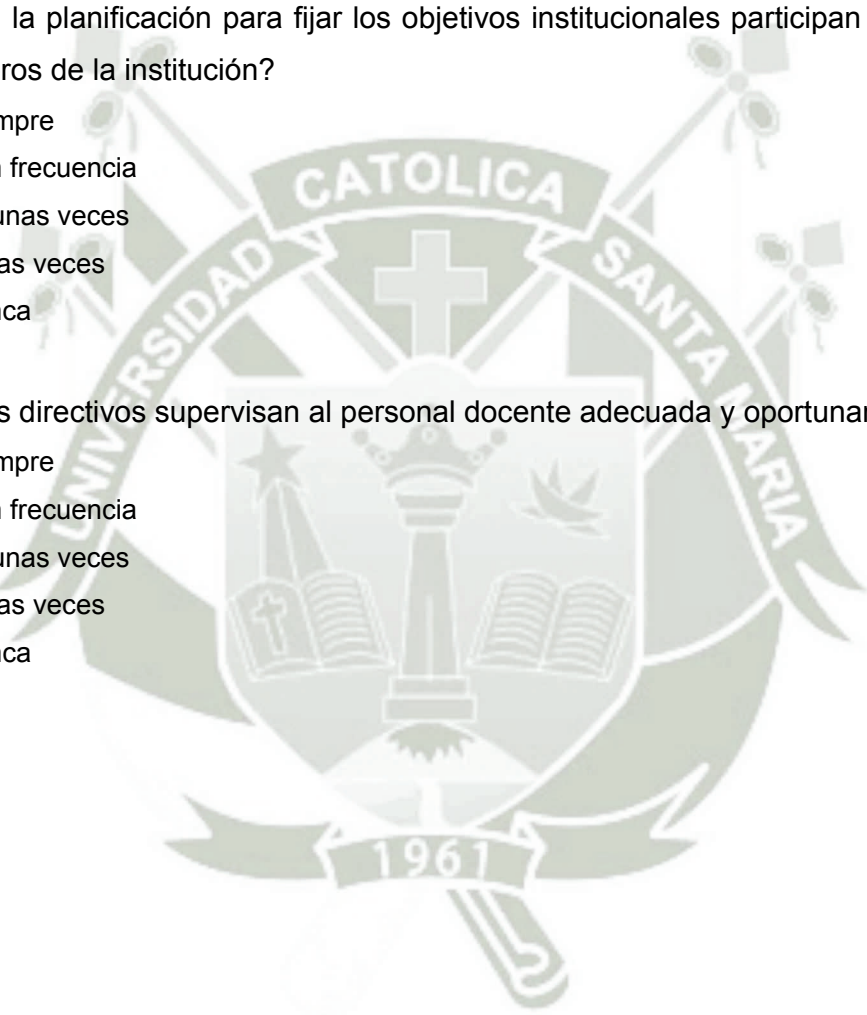 la planificación para fijar los objetivos institucionales participan
ros de la institución?
mpre
frecuencia
unas veces
as veces
ca
s directivos supervisan al personal docente adecuada y oportunar
mpre
frecuencia
unas veces
as veces
ca
UNIVERSIDAD CATOLICA SANTA MARIA
1961